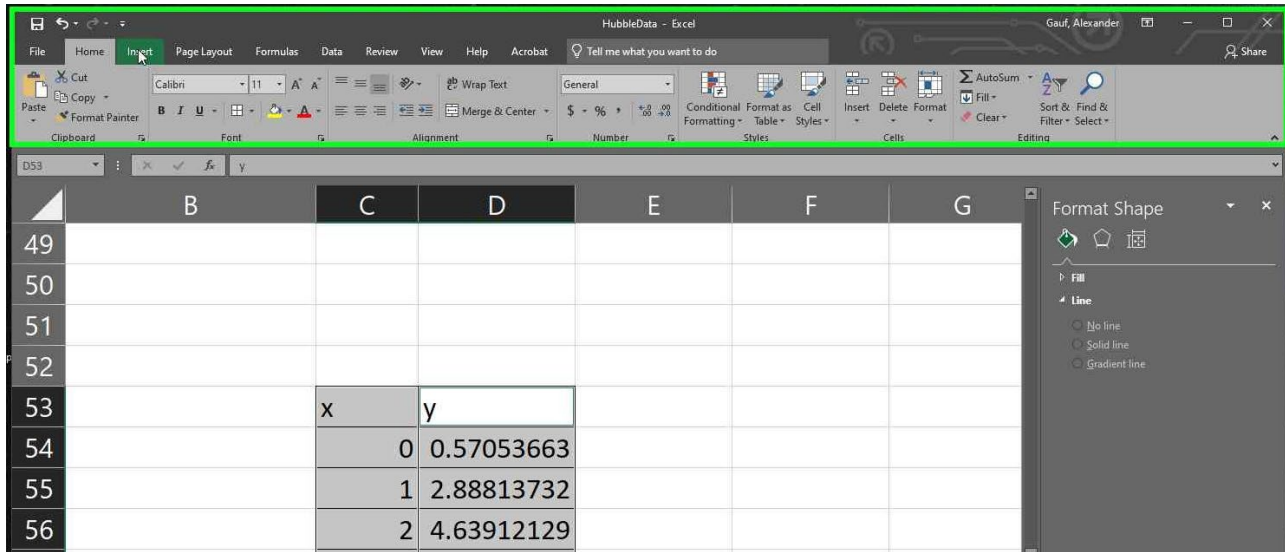 HubbleData - Excel Gauf, Alexander
File Home Insert Page Layout Formulas Data Review View Help Acrobat Tell me what you want to do Share
Cut Calibri 11 Wrap Text General AutoSum
Copy Fill
Paste Format Painter B I U A Merge & Center $ % , Conditional Formatting Format as Table Cell Styles Insert Delete Format Clear Sort & Filter Find & Select
Clipboard Font Alignment Number Styles Cells Editing
D53 fx y
B C D E F G
Format Shape
49
50
Fill
Line
51
No line
Solid line
52
Gradient line
53 x y
54 0 0.57053663
55 1 2.88813732
56 2 4.63912129